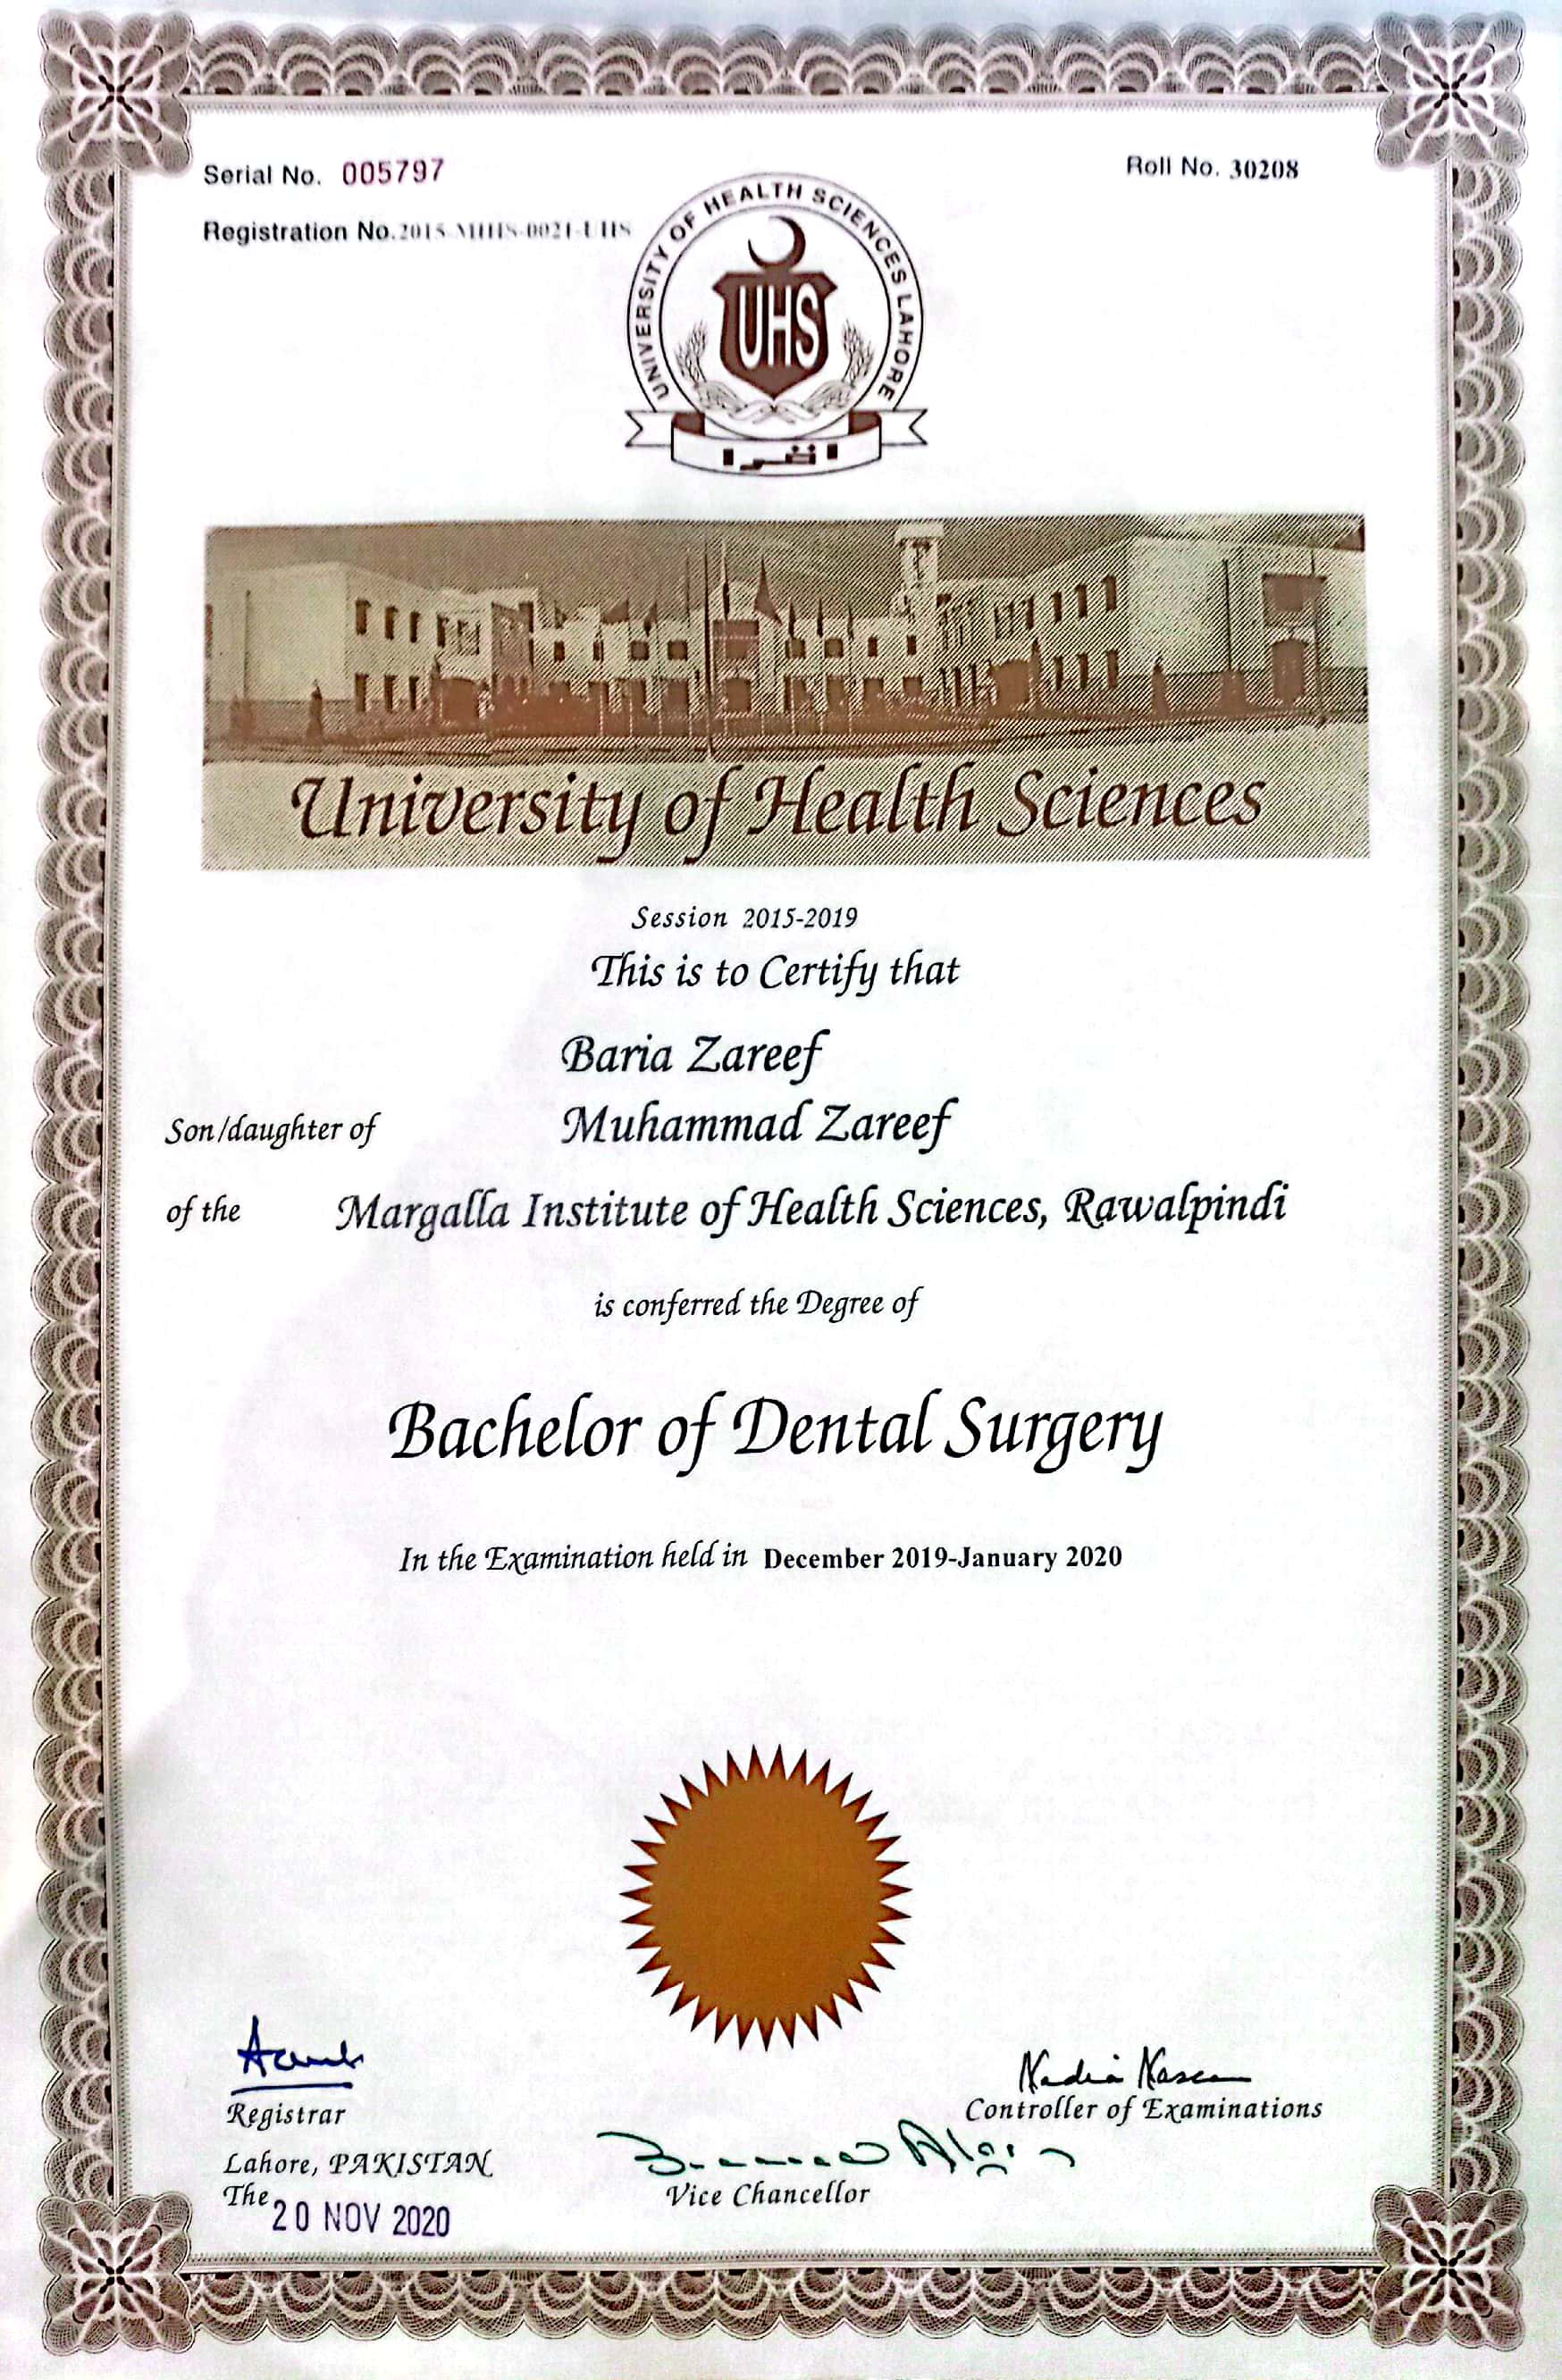 Serial No. 005797
Roll No. 30208
Registration No.2015-MIHS-0021-UHS
UNIVERSITY OF HEALTH SCIENCES LAHORE
UHS
اقرا
University of Health Sciences
Session 2015-2019
This is to Certify that
Baria Zareef
Son/daughter of Muhammad Zareef
of the Margalla Institute of Health Sciences, Rawalpindi
is conferred the Degree of
Bachelor of Dental Surgery
In the Examination held in December 2019-January 2020
Registrar
Controller of Examinations
Lahore, PAKISTAN
Vice Chancellor
The 20 NOV 2020